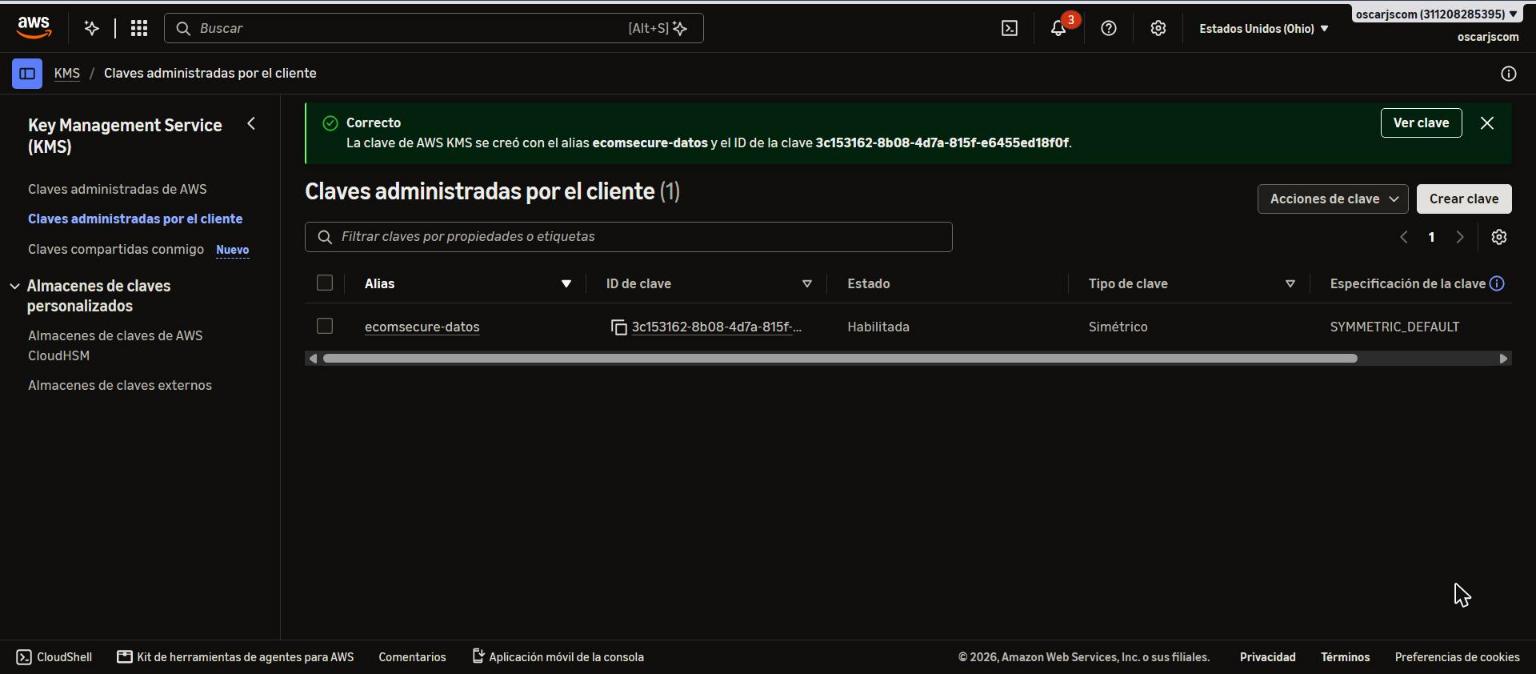 aws
Buscar
[Alt+S]
3
Estados Unidos (Ohio)
oscarjscom (311208285395)
oscarjscom
KMS / Claves administradas por el cliente
Key Management Service
(KMS)
Claves administradas de AWS
Claves administradas por el cliente
Claves compartidas conmigo Nuevo
Almacenes de claves
personalizados
Almacenes de claves de AWS
CloudHSM
Almacenes de claves externos
Correcto
La clave de AWS KMS se creó con el alias ecomsecure-datos y el ID de la clave 3c153162-8b08-4d7a-815f-e6455ed18f0f.
Ver clave
Claves administradas por el cliente (1)
Acciones de clave
Crear clave
Filtrar claves por propiedades o etiquetas
1
Alias ID de clave Estado Tipo de clave Especificación de la clave
ecomsecure-datos 3c153162-8b08-4d7a-815f-... Habilitada Simétrico SYMMETRIC_DEFAULT
CloudShell Kit de herramientas de agentes para AWS Comentarios Aplicación móvil de la consola © 2026, Amazon Web Services, Inc. o sus filiales. Privacidad Términos Preferencias de cookies